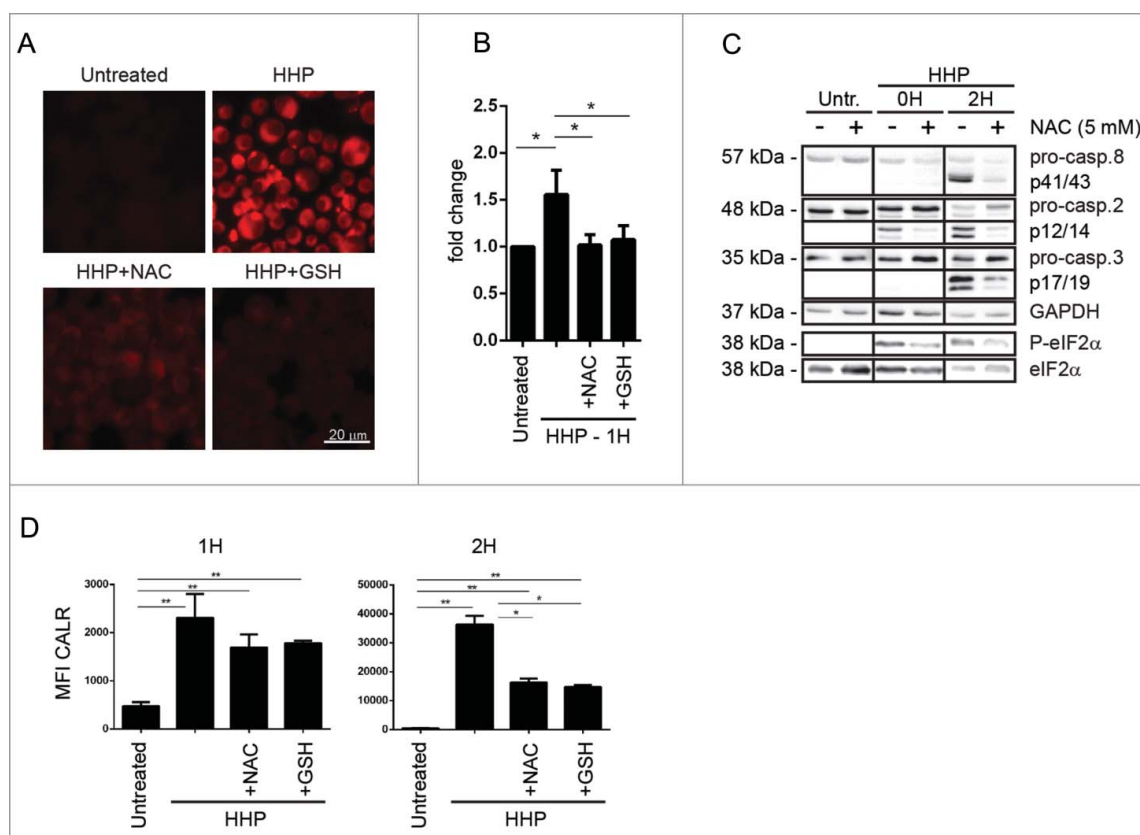 A
Untreated HHP
HHP+NAC HHP+GSH
20 μm
B
fold change
2.5
2.0
1.5
1.0
0.5
0.0
* *
*
Untreated
+NAC
+GSH
HHP - 1H
C
HHP
Untr. 0H 2H
- + - + - + NAC (5 mM)
57 kDa - pro-casp.8
p41/43
48 kDa - pro-casp.2
p12/14
35 kDa - pro-casp.3
p17/19
37 kDa - GAPDH
38 kDa - P-eIF2α
38 kDa - eIF2α
D
1H
MFI CALR
3000
2000
1000
0
**
**
**
Untreated
+NAC
+GSH
HHP
2H
50000
40000
30000
20000
10000
0
**
**
** *
*
Untreated
+NAC
+GSH
HHP